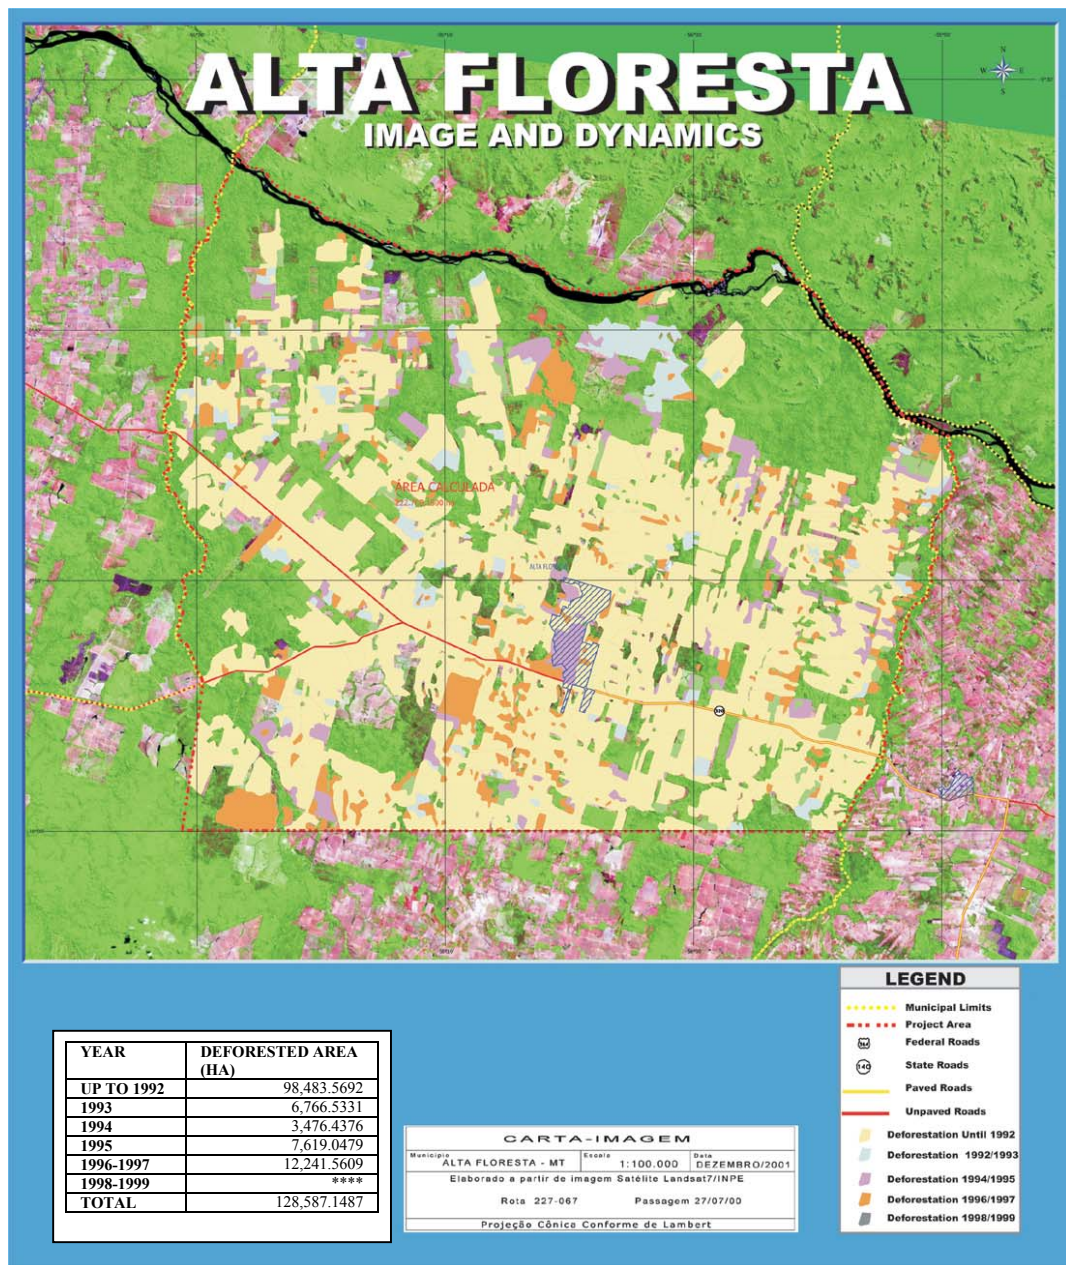 ALTA FLORESTA
IMAGE AND DYNAMICS
N
W
E
S
ÁREA CALCULADA
LEGEND
Municipal Limits
Project Area
Federal Roads
140
State Roads
Paved Roads
Unpaved Roads
Deforestation Until 1992
Deforestation 1992/1993
Deforestation 1994/1995
Deforestation 1996/1997
Deforestation 1998/1999
YEAR DEFORESTED AREA
(HA)
UP TO 1992 98,483.5692
1993 6,766.5331
1994 3,476.4376
1995 7,619.0479
1996-1997 12,241.5609
1998-1999 ****
TOTAL 128,587.1487
CARTA-IMAGEM
Município Escala Data
ALTA FLORESTA - MT 1:100.000 DEZEMBRO/2001
Elaborado a partir de imagem Satélite Landsat7/INPE
Rota 227-067 Passagem 27/07/00
Projeção Cônica Conforme de Lambert